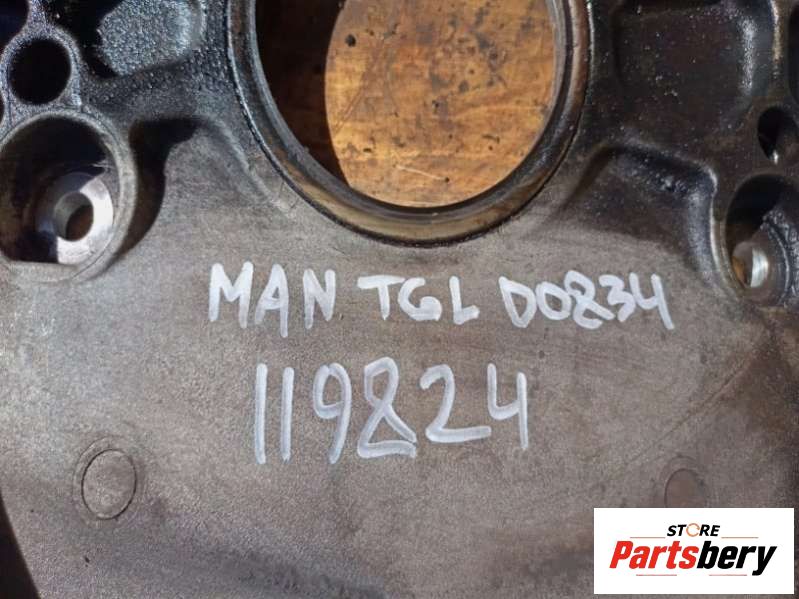 MAN TGL D0834
119824
STORE
Partsbery